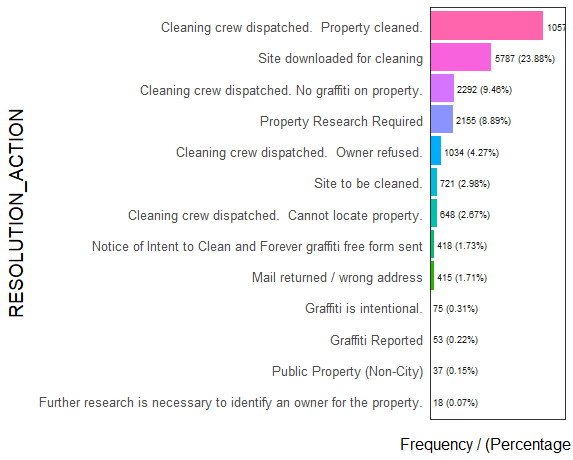 Cleaning crew dispatched.  Property cleaned. 1057
Site downloaded for cleaning 5787 (23.88%)
Cleaning crew dispatched. No graffiti on property. 2292 (9.46%)
Property Research Required 2155 (8.89%)
Cleaning crew dispatched.  Owner refused. 1034 (4.27%)
Site to be cleaned. 721 (2.98%)
Cleaning crew dispatched.  Cannot locate property. 648 (2.67%)
Notice of Intent to Clean and Forever graffiti free form sent 418 (1.73%)
Mail returned / wrong address 415 (1.71%)
Graffiti is intentional. 75 (0.31%)
Graffiti Reported 53 (0.22%)
Public Property (Non-City) 37 (0.15%)
Further research is necessary to identify an owner for the property. 18 (0.07%)
RESOLUTION_ACTION
Frequency / (Percentage